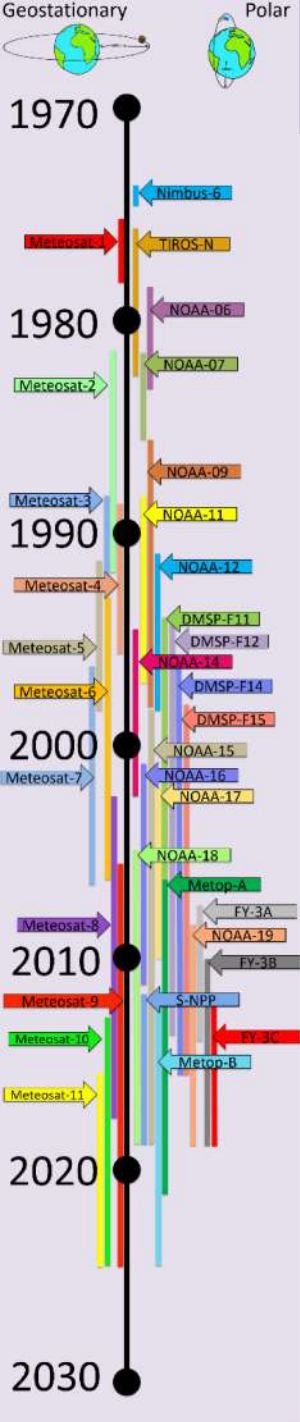 Geostationary
Polar
1970
Nimbus-6
Meteosat-1
TIROS-N
NOAA-06
1980
NOAA-07
Meteosat-2
NOAA-09
Meteosat-3
NOAA-11
1990
NOAA-12
Meteosat-4
DMSP-F11
DMSP-F12
Meteosat-5
NOAA-14
DMSP-F14
Meteosat-6
DMSP-F15
2000
NOAA-15
Meteosat-7
NOAA-16
NOAA-17
NOAA-18
Metop-A
FY-3A
Meteosat-8
NOAA-19
2010
FY-3B
Meteosat-9
S-NPP
Meteosat-10
FY-3C
Metop-B
Meteosat-11
2020
2030